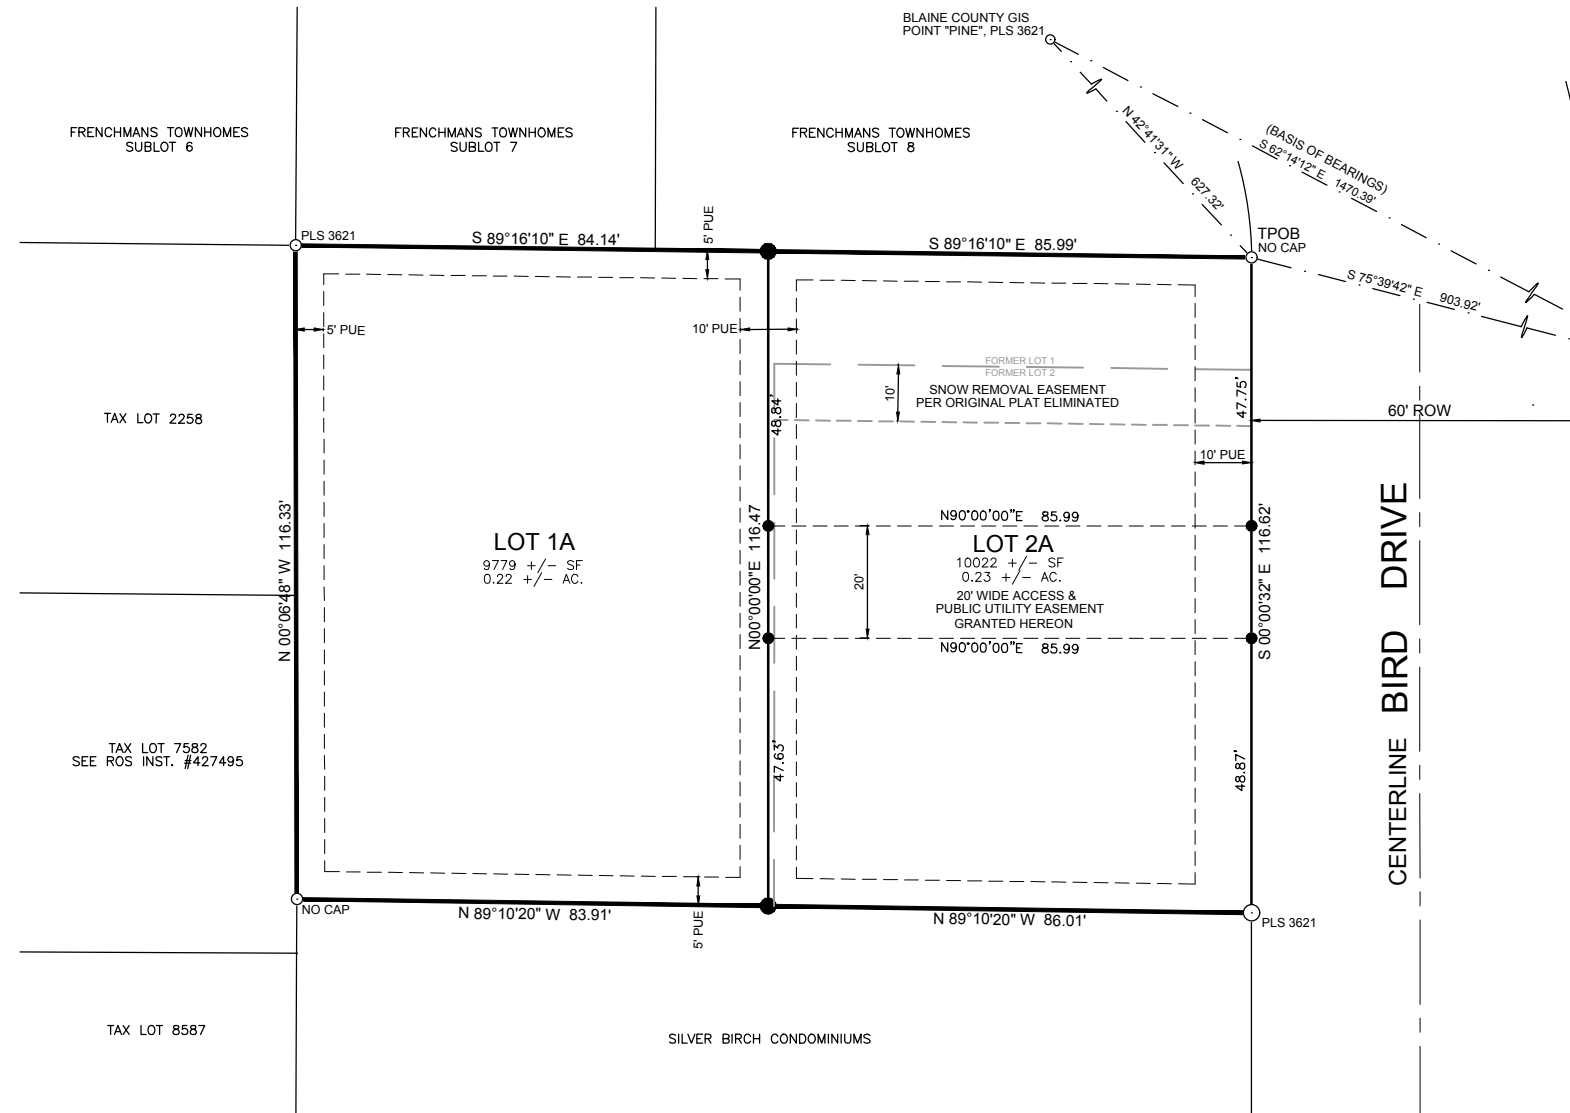 BLAINE COUNTY GIS
POINT "PINE", PLS 3621
N 42°41'31" W 627.32'
(BASIS OF BEARINGS)
S 62°14'12" E 1470.39'
FRENCHMANS TOWNHOMES
SUBLOT 6
FRENCHMANS TOWNHOMES
SUBLOT 7
FRENCHMANS TOWNHOMES
SUBLOT 8
PLS 3621
S 89°16'10" E 84.14'
5' PUE
S 89°16'10" E 85.99'
TPOB
NO CAP
S 75°39'42" E 903.92'
5' PUE
10' PUE
FORMER LOT 1
FORMER LOT 2
10'
SNOW REMOVAL EASEMENT
PER ORIGINAL PLAT ELIMINATED
48.84'
47.75'
60' ROW
TAX LOT 2258
10' PUE
N 00°06'48" W 116.33'
N00°00'00"E 116.47
S 00°00'32" E 116.62'
N90°00'00"E 85.99
LOT 1A
9779 +/- SF
0.22 +/- AC.
20'
LOT 2A
10022 +/- SF
0.23 +/- AC.
20' WIDE ACCESS &
PUBLIC UTILITY EASEMENT
GRANTED HEREON
N90°00'00"E 85.99
CENTERLINE BIRD DRIVE
TAX LOT 7582
SEE ROS INST. #427495
47.63'
48.87'
NO CAP
N 89°10'20" W 83.91'
5' PUE
N 89°10'20" W 86.01'
PLS 3621
TAX LOT 8587
SILVER BIRCH CONDOMINIUMS